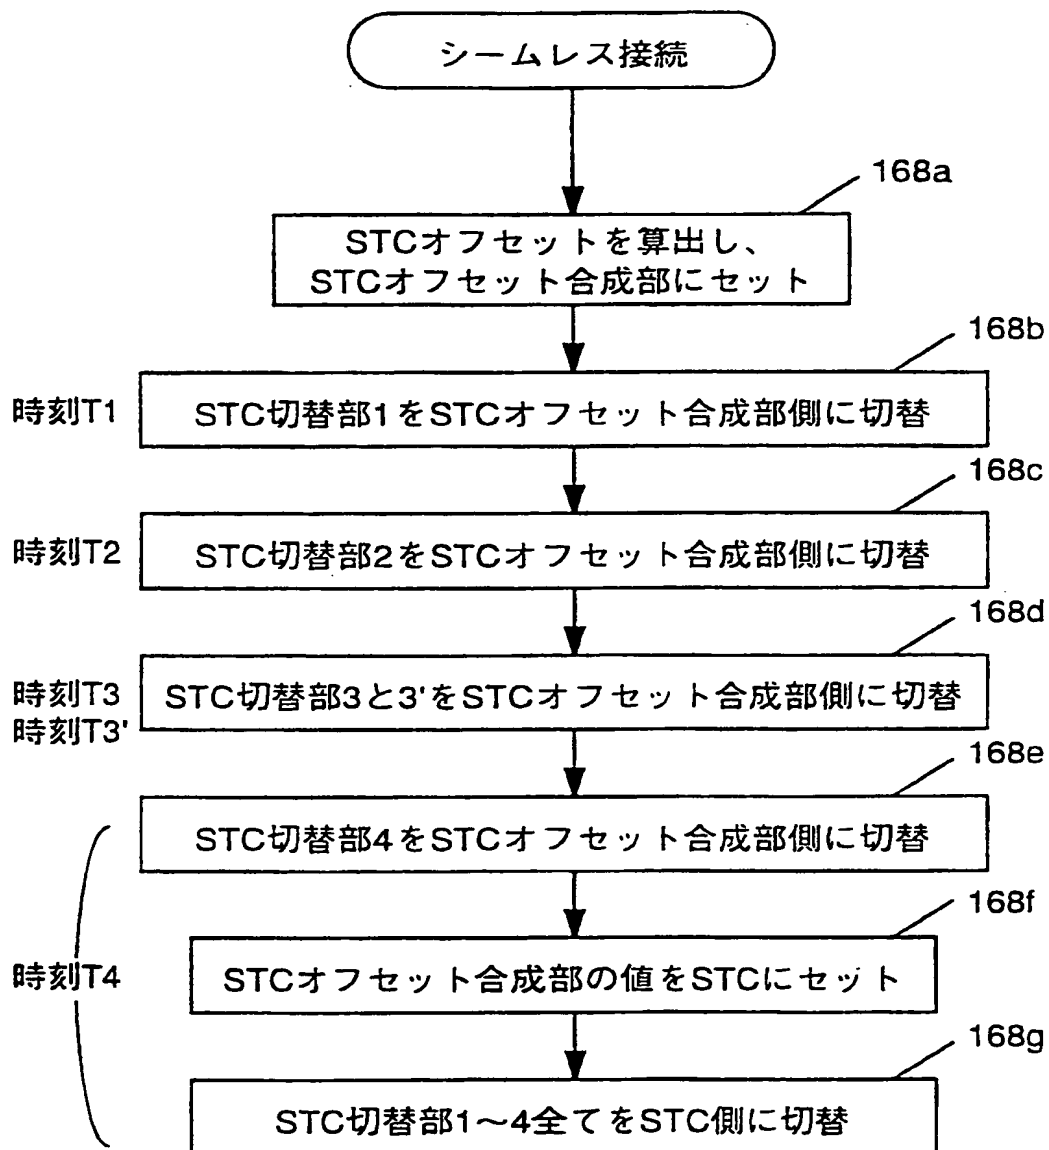 シームレス接続
168a
STCオフセットを算出し、
STCオフセット合成部にセット
168b
時刻T1
STC切替部1をSTCオフセット合成部側に切替
168c
時刻T2
STC切替部2をSTCオフセット合成部側に切替
168d
時刻T3
時刻T3'
STC切替部3と3'をSTCオフセット合成部側に切替
168e
STC切替部4をSTCオフセット合成部側に切替
168f
時刻T4
STCオフセット合成部の値をSTCにセット
168g
STC切替部1～4全てをSTC側に切替